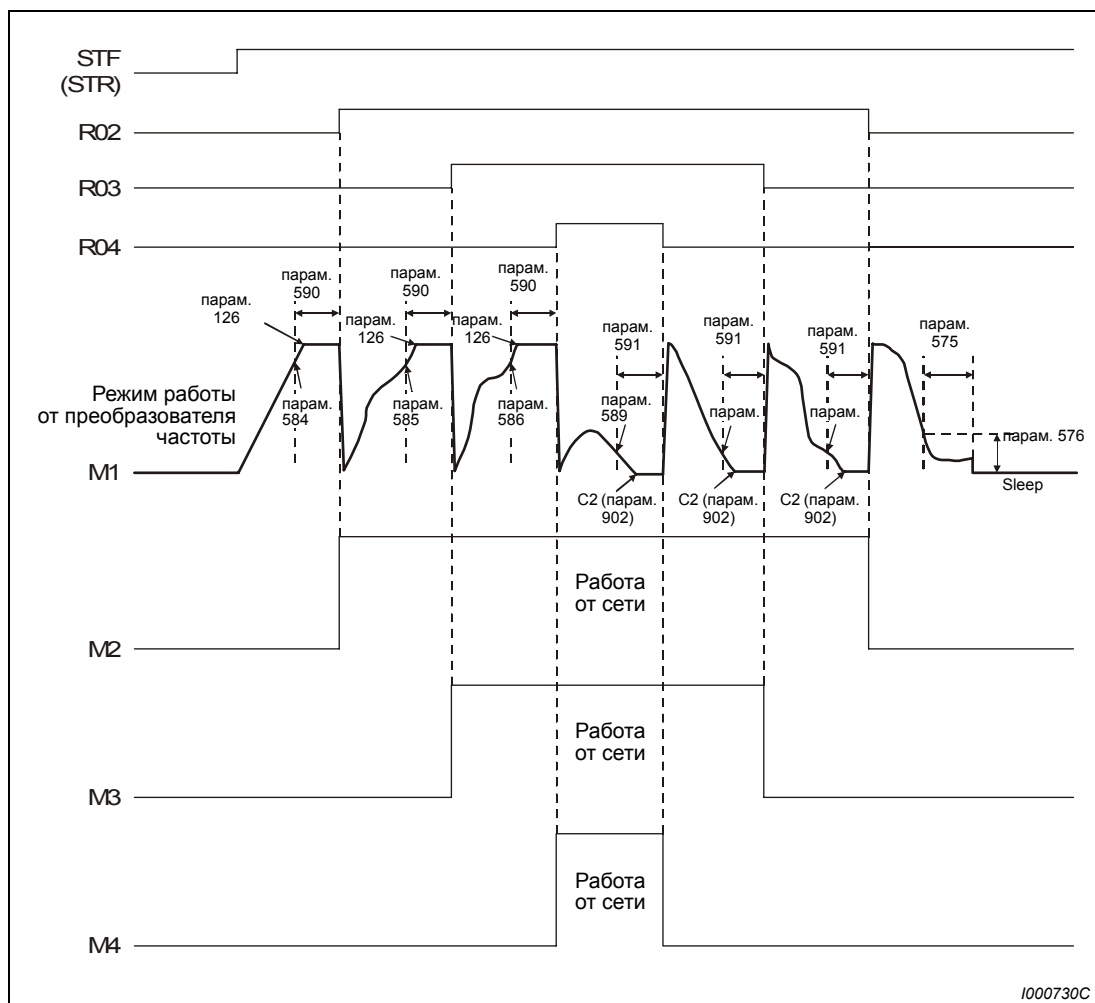 STF
(STR)
R02
R03
R04
парам.
590
парам.
590
парам.
590
парам.
126
парам.
126
парам.
126
парам.
591
парам.
591
парам.
591
парам.
575
Режим работы
от преобразователя
частоты
парам.
584
парам.
585
парам.
586
парам.
589
парам.
парам.
парам. 576
M1
C2 (парам.
902)
C2 (парам.
902)
C2 (парам.
902)
Sleep
Работа
от сети
M2
Работа
от сети
M3
Работа
от сети
M4
I000730C